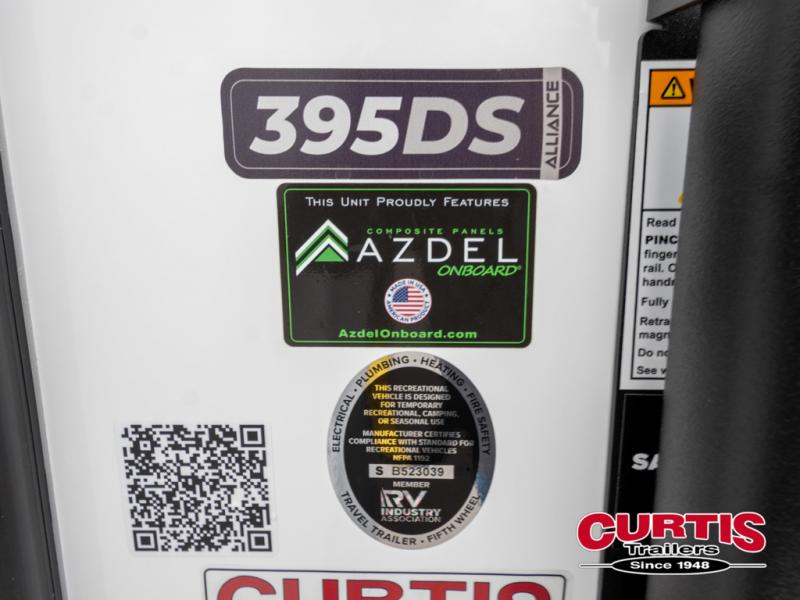 395DS
ALLIANCE
THIS UNIT PROUDLY FEATURES
COMPOSITE PANELS
AZDEL
ONBOARD®
MADE IN USA
AMERICAN PRODUCT
AzdelOnboard.com
ELECTRICAL • PLUMBING • HEATING • FIRE SAFETY
THIS RECREATIONAL
VEHICLE IS DESIGNED
FOR TEMPORARY
RECREATIONAL, CAMPING,
OR SEASONAL USE
MANUFACTURER CERTIFIES
COMPLIANCE WITH STANDARD FOR
RECREATIONAL VEHICLES
NFPA 1192
S B523039
MEMBER
RV
INDUSTRY
ASSOCIATION
TRAVEL TRAILER • FIFTH WHEEL
Read
PINC
finger
rail.
Fully
Retra
magn
Do no
See
CURTIS
CURTIS
Trailers
Since 1948